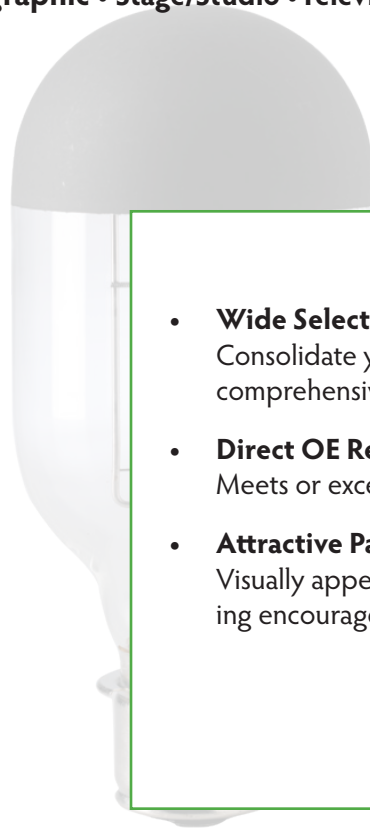 graphic • Stage/Studio • Telev
• Wide Select
Consolidate y
comprehensiv
• Direct OE Re
Meets or exce
• Attractive Pa
Visually appe
ing encourage